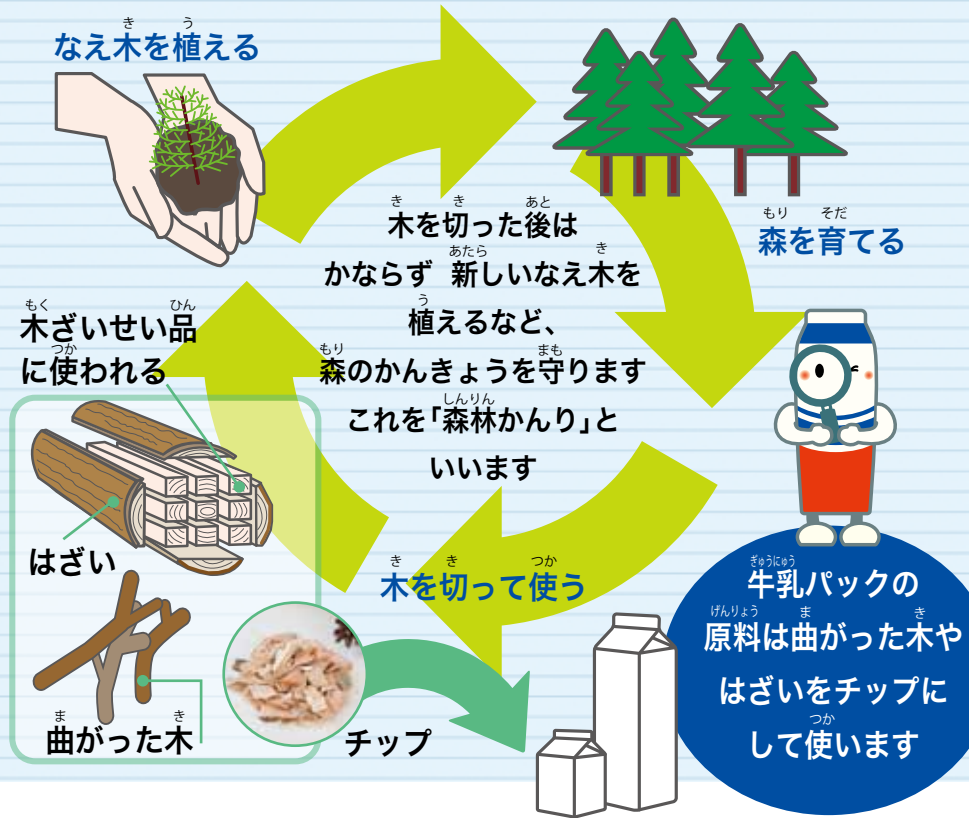 なえ木を植える
森を育てる
木を切った後は
かならず 新しいなえ木を
植えるなど、
森のかんきょうを守ります
これを「森林かんり」と
いいます
木ざいせい品
に使われる
はざい
曲がった木
木を切って使う
チップ
牛乳パックの
原料は曲がった木や
はざいをチップに
して使います